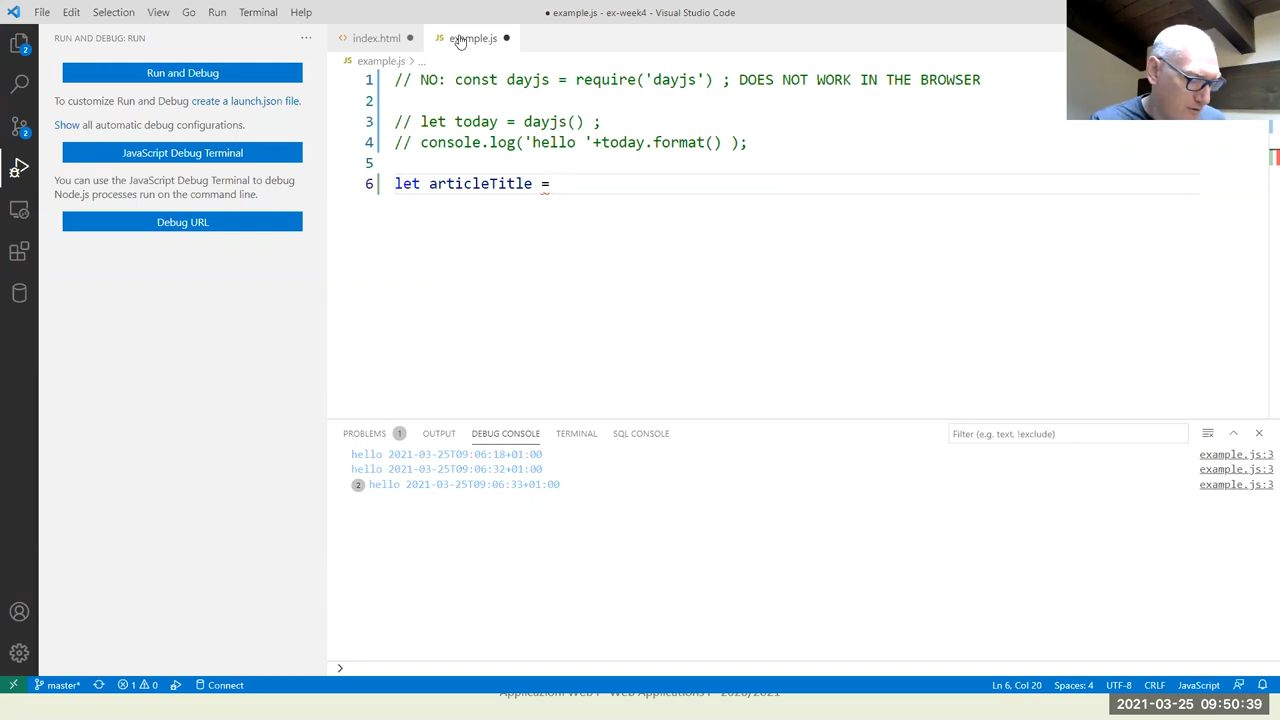 File Edit Selection View Go Run Terminal Help
● example.js - ex-week4 - Visual Studio Code
RUN AND DEBUG: RUN ...
Run and Debug
To customize Run and Debug create a launch.json file.
Show all automatic debug configurations.
JavaScript Debug Terminal
You can use the JavaScript Debug Terminal to debug
Node.js processes run on the command line.
Debug URL
2
2
<> index.html ● JS example.js ●
JS example.js > ...
1 // NO: const dayjs = require('dayjs') ; DOES NOT WORK IN THE BROWSER
2
3 // let today = dayjs() ;
4 // console.log('hello '+today.format() );
5
6 let articleTitle =
PROBLEMS 1 OUTPUT DEBUG CONSOLE TERMINAL SQL CONSOLE
Filter (e.g. text, !exclude)
hello 2021-03-25T09:06:18+01:00 example.js:3
hello 2021-03-25T09:06:32+01:00 example.js:3
2 hello 2021-03-25T09:06:33+01:00 example.js:3
>
master* 1 0 Connect
Ln 6, Col 20 Spaces: 4 UTF-8 CRLF JavaScript
Applicazioni Web I - Web Applications I - 2020/2021
2021-03-25 09:50:39